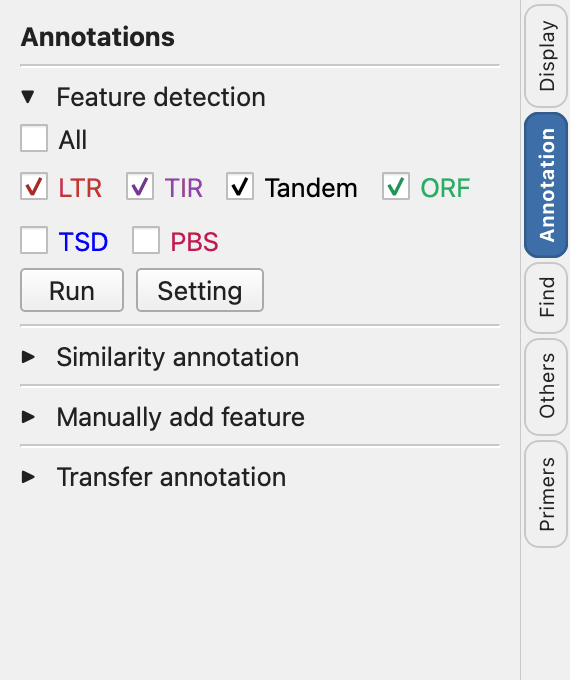 Annotations
Feature detection
All
LTR TIR Tandem ORF
TSD PBS
Run Setting
Similarity annotation
Manually add feature
Transfer annotation
Display
Annotation
Find
Others
Primers